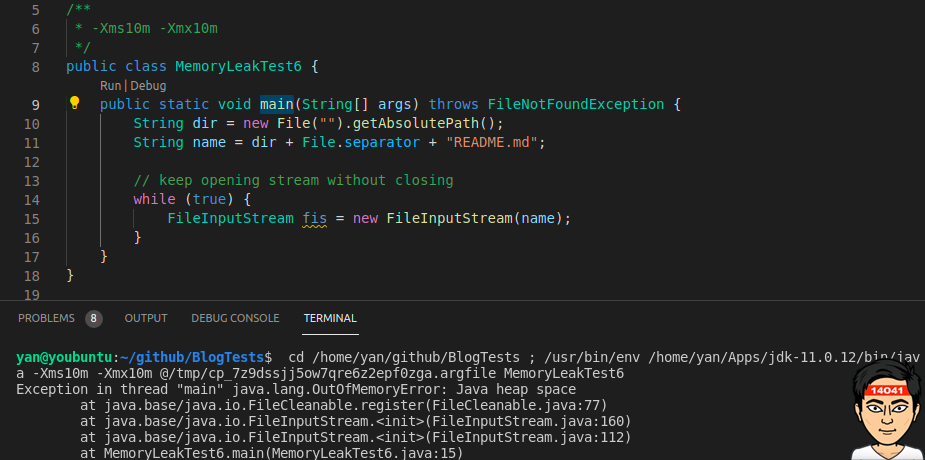 5 /**
6  * -Xms10m -Xmx10m
7  */
8 public class MemoryLeakTest6 {
Run | Debug
9     public static void main(String[] args) throws FileNotFoundException {
10         String dir = new File("").getAbsolutePath();
11         String name = dir + File.separator + "README.md";
12
13         // keep opening stream without closing
14         while (true) {
15             FileInputStream fis = new FileInputStream(name);
16         }
17     }
18 }
19
PROBLEMS 8 OUTPUT DEBUG CONSOLE TERMINAL
yan@youbuntu:~/github/BlogTests$  cd /home/yan/github/BlogTests ; /usr/bin/env /home/yan/Apps/jdk-11.0.12/bin/jav
a -Xms10m -Xmx10m @/tmp/cp_7z9dssjj5ow7qre6z2epf0zga.argfile MemoryLeakTest6
Exception in thread "main" java.lang.OutOfMemoryError: Java heap space
        at java.base/java.io.FileCleanable.register(FileCleanable.java:77)
        at java.base/java.io.FileInputStream.<init>(FileInputStream.java:160)
        at java.base/java.io.FileInputStream.<init>(FileInputStream.java:112)
        at MemoryLeakTest6.main(MemoryLeakTest6.java:15)
14041